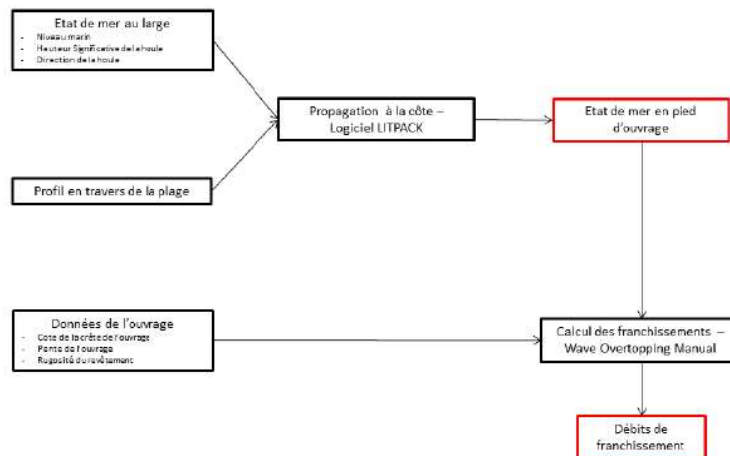 Etat de mer au large
- Niveau marin
- Hauteur Significative de la houle
- Direction de la houle
Propagation à la côte –
Logiciel LITPACK
Etat de mer en pied
d'ouvrage
Profil en travers de la plage
Données de l'ouvrage
- Cote de la crête de l'ouvrage
- Pente de l'ouvrage
- Rugosité du revêtement
Calcul des franchissements –
Wave Overtopping Manual
Débits de
franchissement